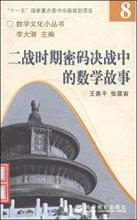 "十一五"国家重点图书出版规划项目
8
数学文化小丛书
李大潜 主编
二战时期密码决战中
的数学故事
王善平 张奠宙